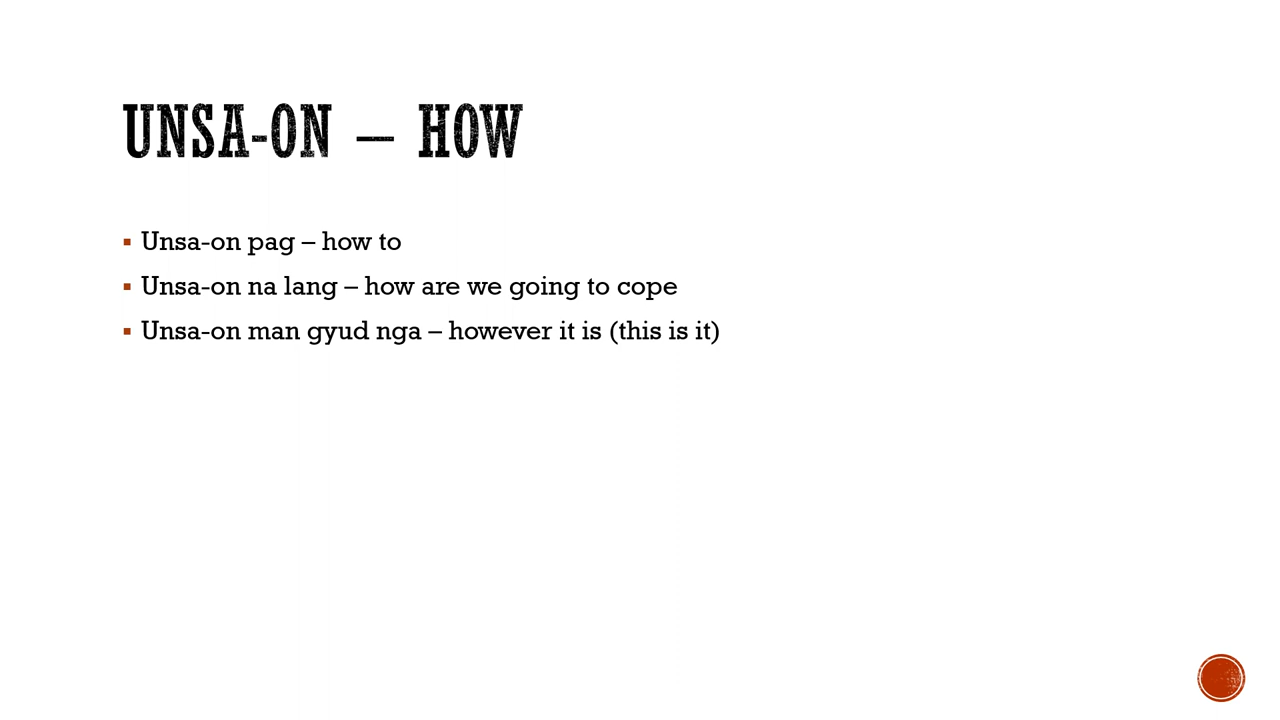 UNSA-ON – HOW
Unsa-on pag – how to
Unsa-on na lang – how are we going to cope
Unsa-on man gyud nga – however it is (this is it)